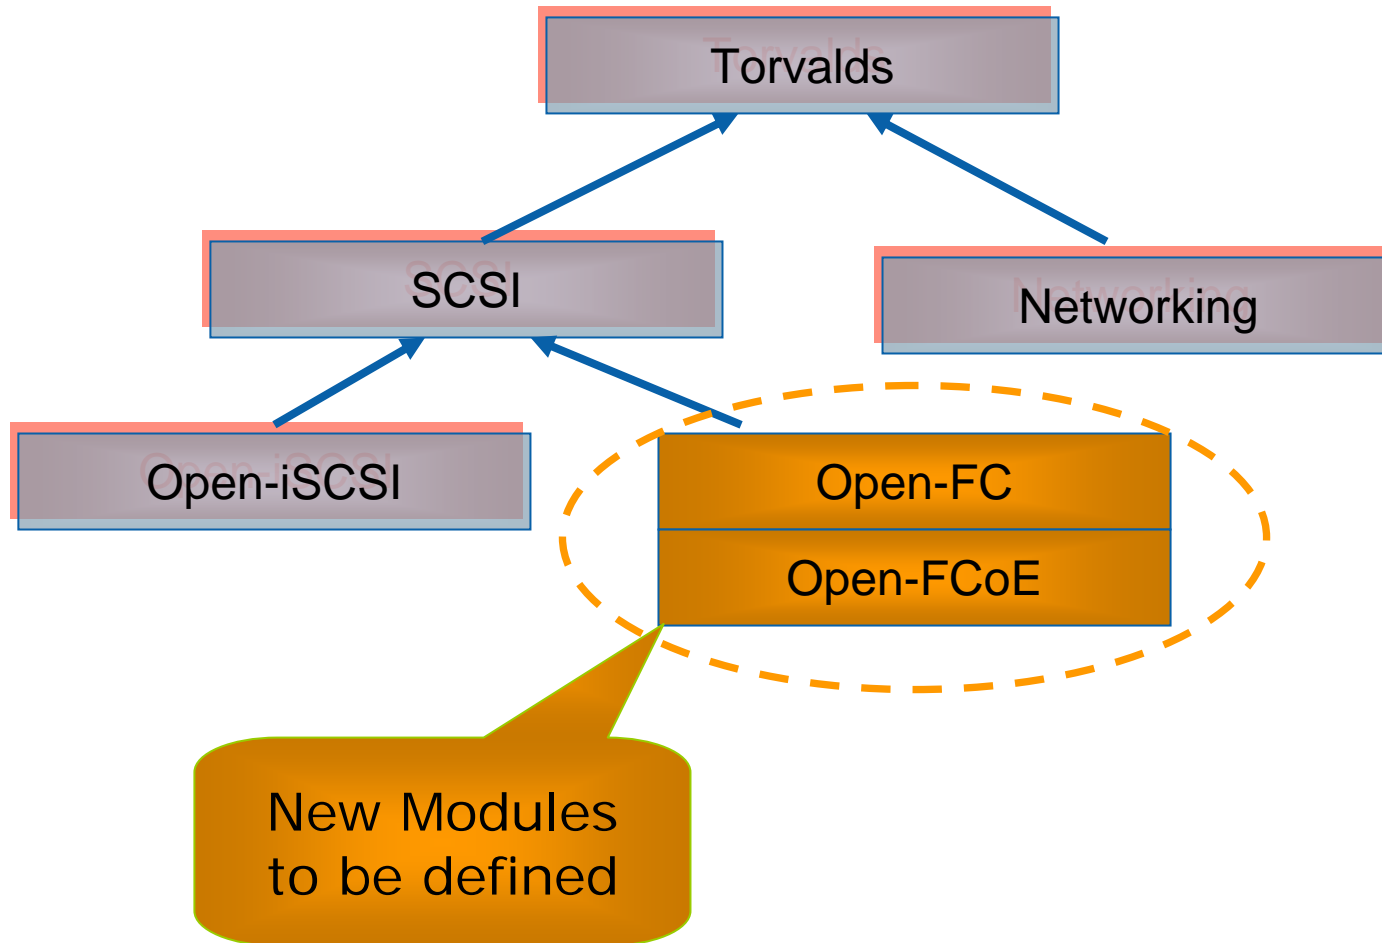 Torvalds
SCSI
Networking
Open-iSCSI
Open-FC
Open-FCoE
New Modules
to be defined